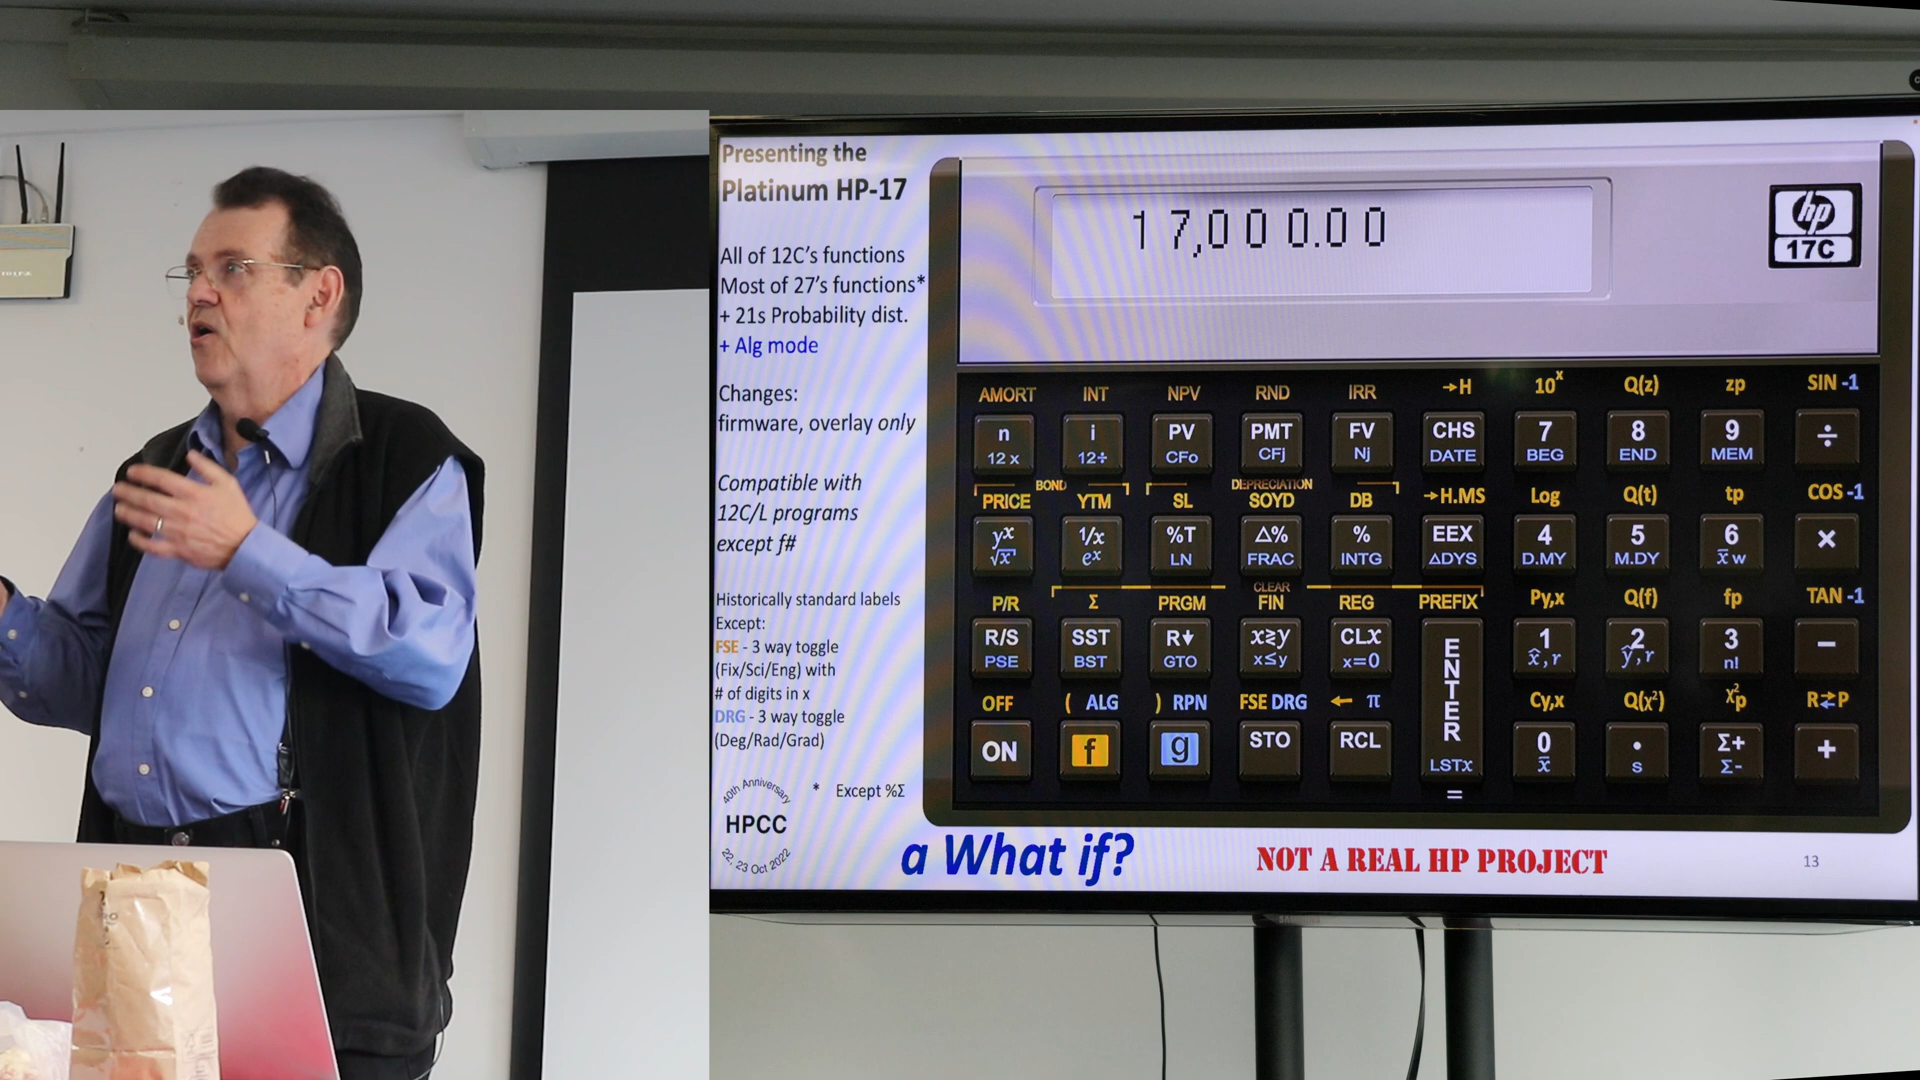 Presenting the
Platinum HP-17
All of 12C's functions
Most of 27's functions*
+ 21s Probability dist.
+ Alg mode
Changes:
firmware, overlay only
Compatible with
12C/L programs
except f#
Historically standard labels
Except:
FSE - 3 way toggle
(Fix/Sci/Eng) with
# of digits in x
DRG - 3 way toggle
(Deg/Rad/Grad)
* Except %Σ
40th Anniversary
HPCC
22, 23 Oct 2022
17,000.00
hp
17C
AMORT INT NPV RND IRR →H 10ˣ Q(z) zp SIN -1
n i PV PMT FV CHS 7 8 9 ÷
12 x 12÷ CFo CFj Nj DATE BEG END MEM
BOND DEPRECIATION
PRICE YTM SL SOYD DB →H.MS Log Q(t) tp COS -1
yˣ 1/x %T Δ% % EEX 4 5 6 ×
√x eˣ LN FRAC INTG ΔDYS D.MY M.DY x̄ w
CLEAR
P/R Σ PRGM FIN REG PREFIX Py,x Q(f) fp TAN -1
R/S SST R↓ x≷y CLx ENTER 1 2 3 −
PSE BST GTO x≤y x=0 x̂,r ŷ,r n!
OFF ( ALG ) RPN FSE DRG ← π Cy,x Q(χ²) χ²p R⇄P
ON f g STO RCL 0 • Σ+ +
LSTx x̄ s Σ-
=
a What if?
NOT A REAL HP PROJECT
13